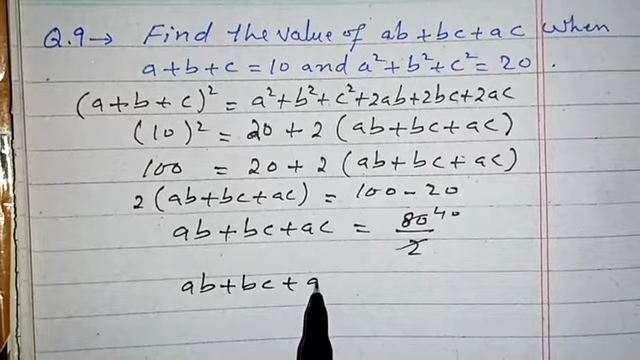 Q.9→ Find the value of ab+bc+ac when
a+b+c=10 and a²+b²+c²=20.
(a+b+c)² = a²+b²+c²+2ab+2bc+2ac
(10)² = 20+2(ab+bc+ac)
100 = 20+2(ab+bc+ac)
2(ab+bc+ac) = 100-20
ab+bc+ac = 80 40
2
ab+bc+a